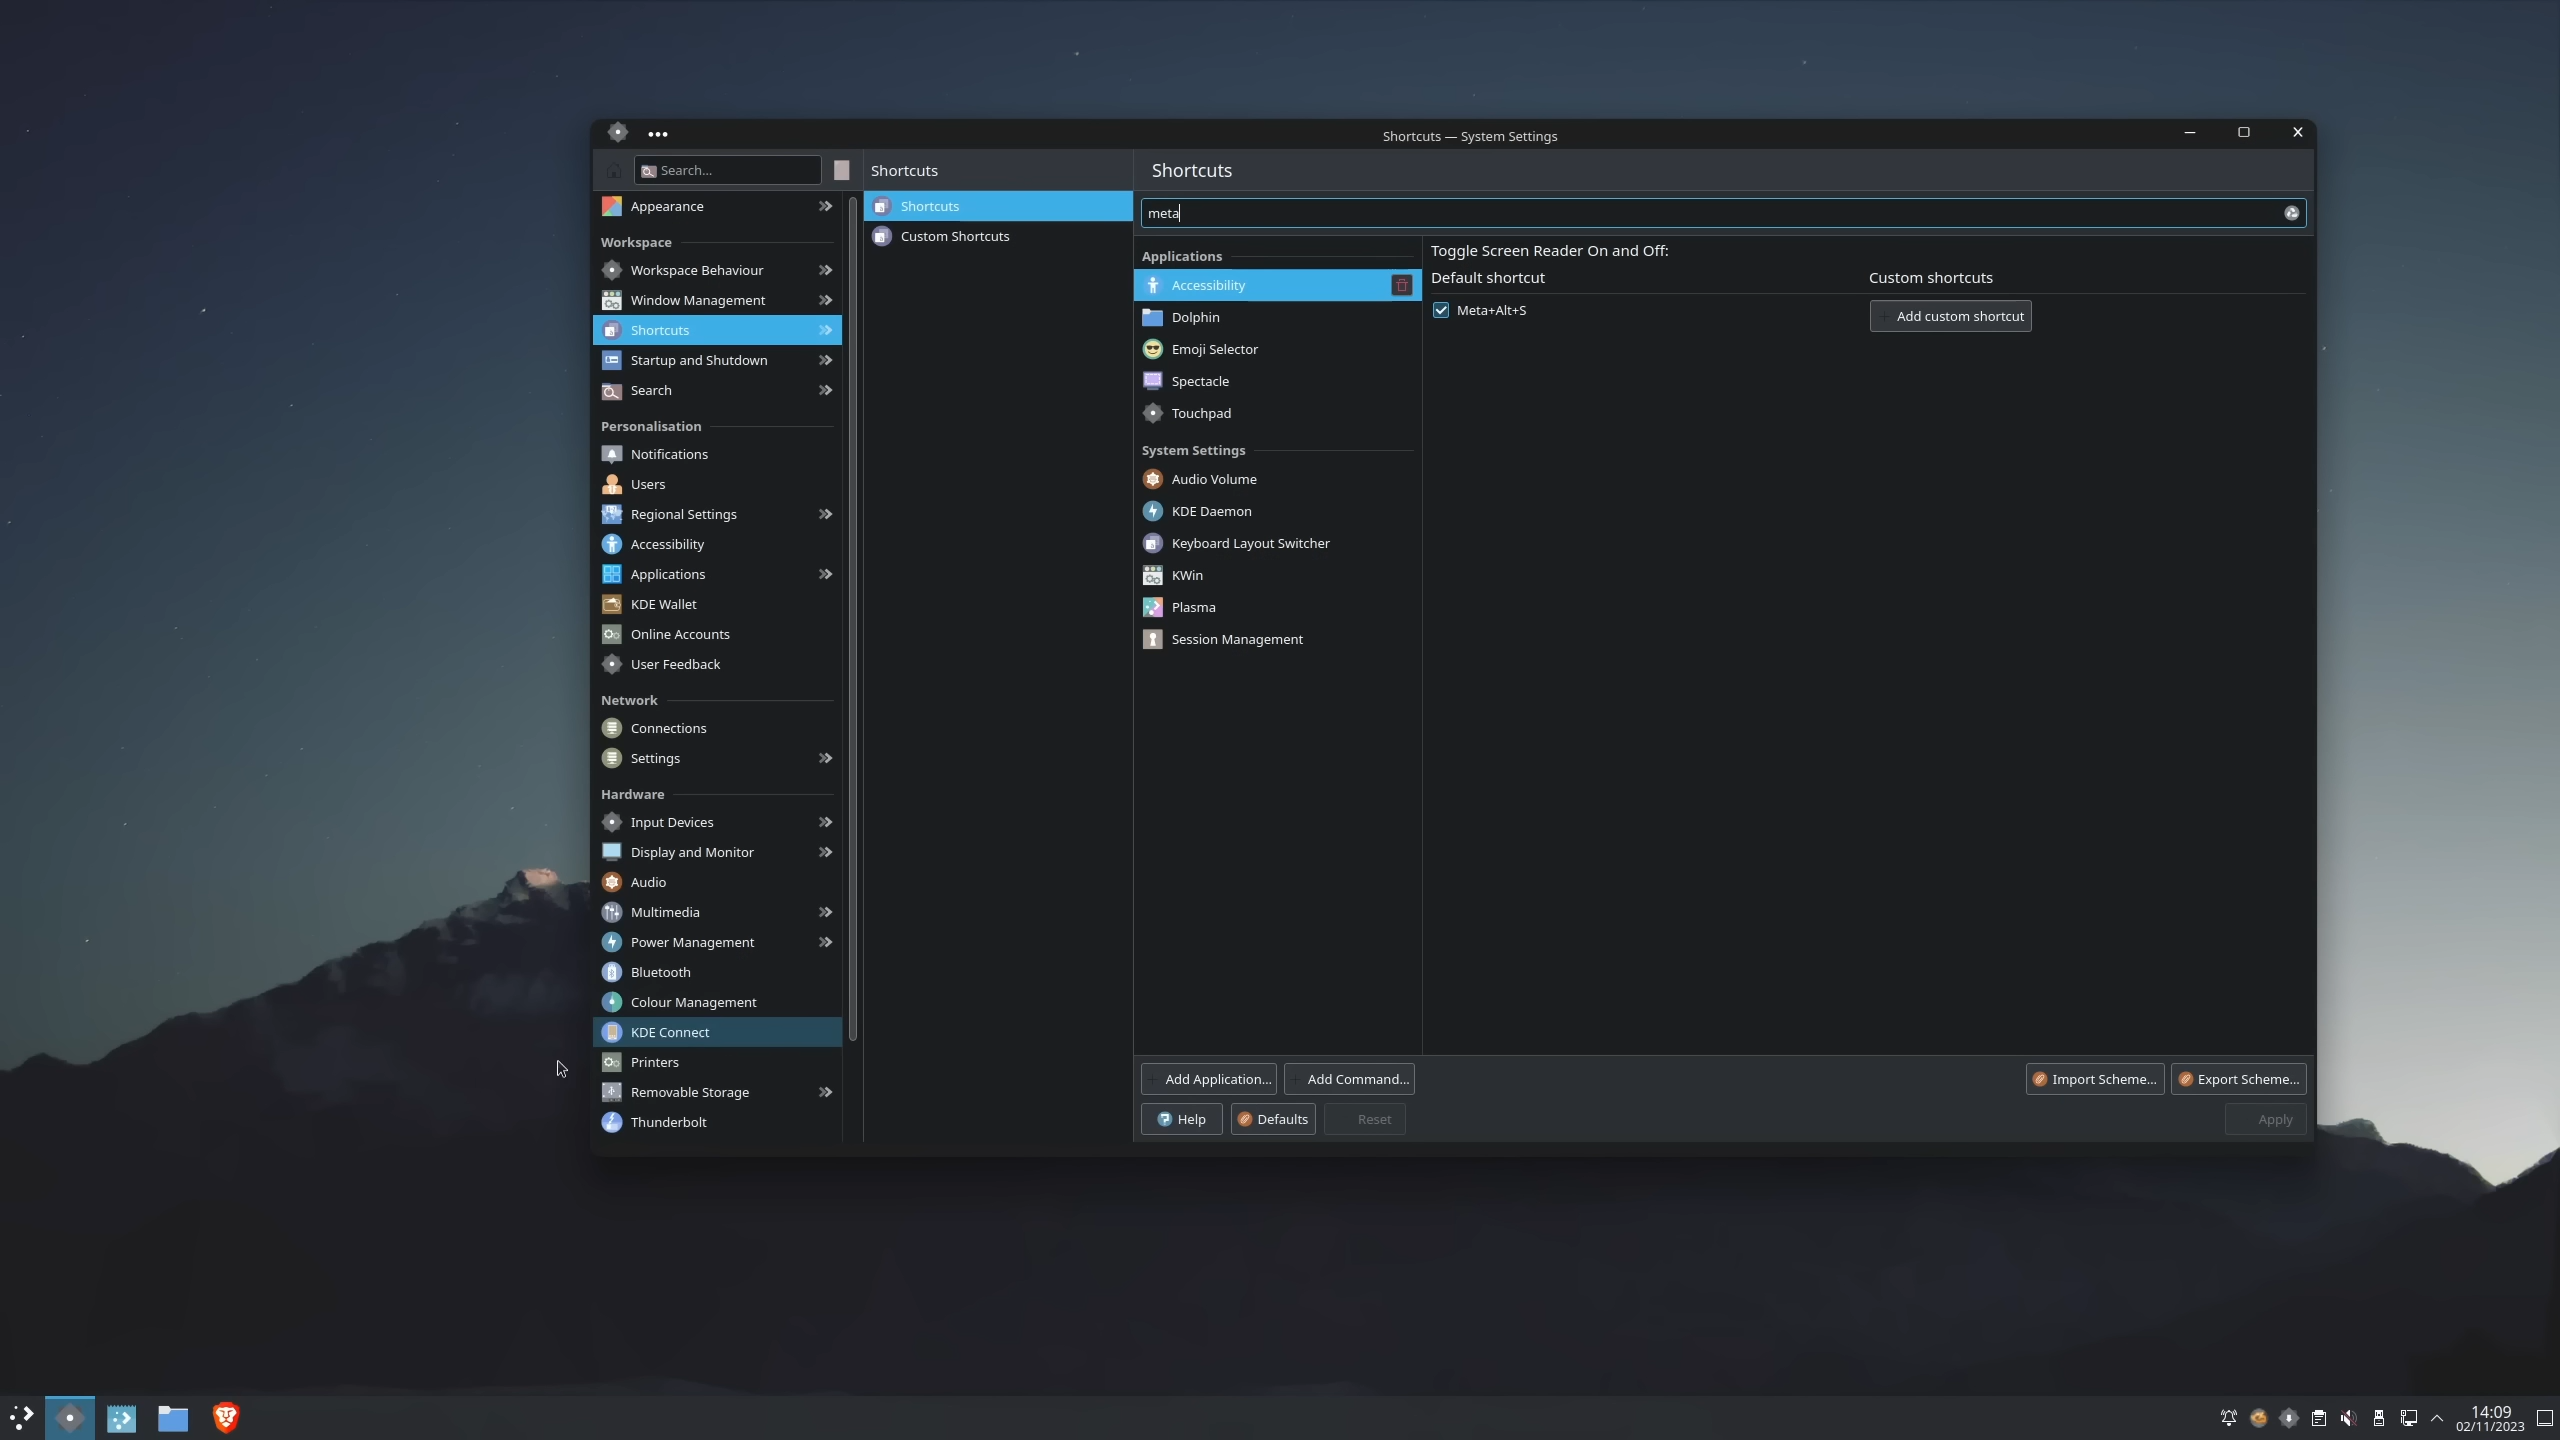 Shortcuts — System Settings
Search...
Shortcuts
Shortcuts
Appearance
Workspace
Workspace Behaviour
Window Management
Shortcuts
Startup and Shutdown
Search
Personalisation
Notifications
Users
Regional Settings
Accessibility
Applications
KDE Wallet
Online Accounts
User Feedback
Network
Connections
Settings
Hardware
Input Devices
Display and Monitor
Audio
Multimedia
Power Management
Bluetooth
Colour Management
KDE Connect
Printers
Removable Storage
Thunderbolt
Shortcuts
Custom Shortcuts
meta
Applications
Accessibility
Dolphin
Emoji Selector
Spectacle
Touchpad
System Settings
Audio Volume
KDE Daemon
Keyboard Layout Switcher
KWin
Plasma
Session Management
Toggle Screen Reader On and Off:
Default shortcut
Custom shortcuts
Meta+Alt+S
Add custom shortcut
Add Application...
Add Command...
Import Scheme...
Export Scheme...
Help
Defaults
Reset
Apply
14:09
02/11/2023